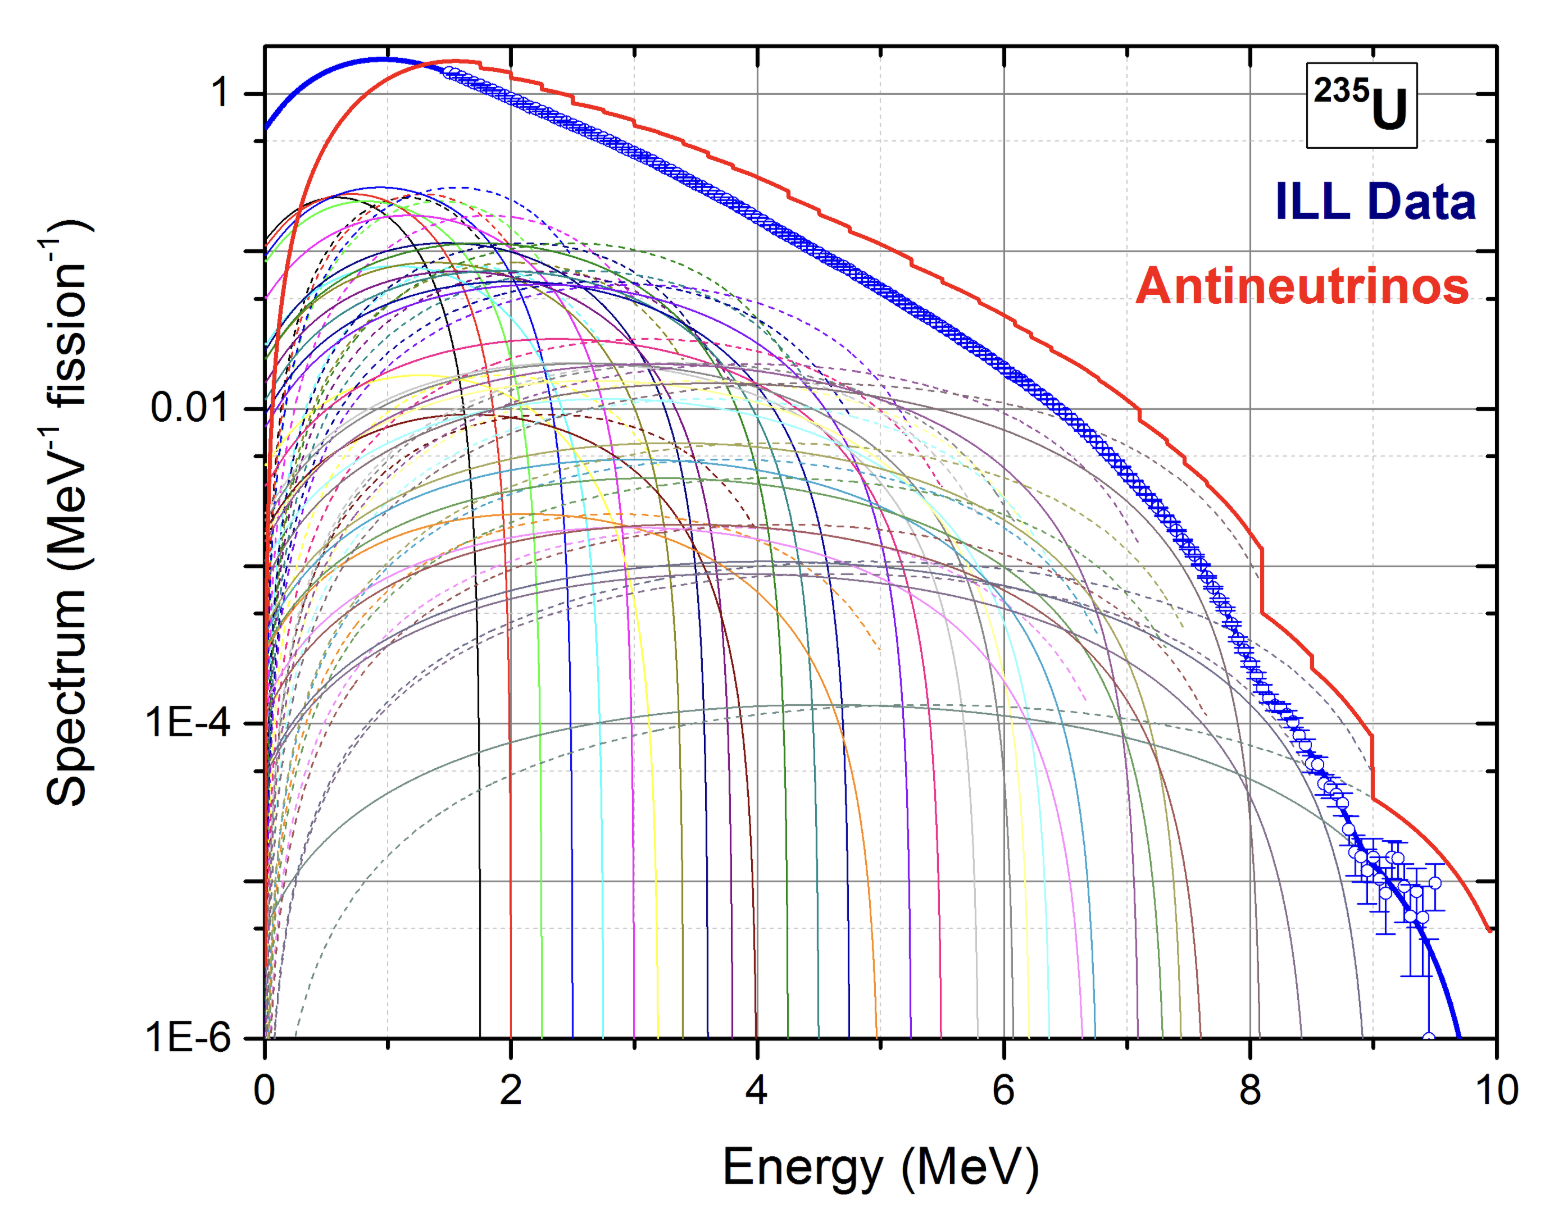 1
0.01
1E-4
1E-6
0
2
4
6
8
10
Energy (MeV)
Spectrum (MeV⁻¹ fission⁻¹)
²³⁵U
ILL Data
Antineutrinos